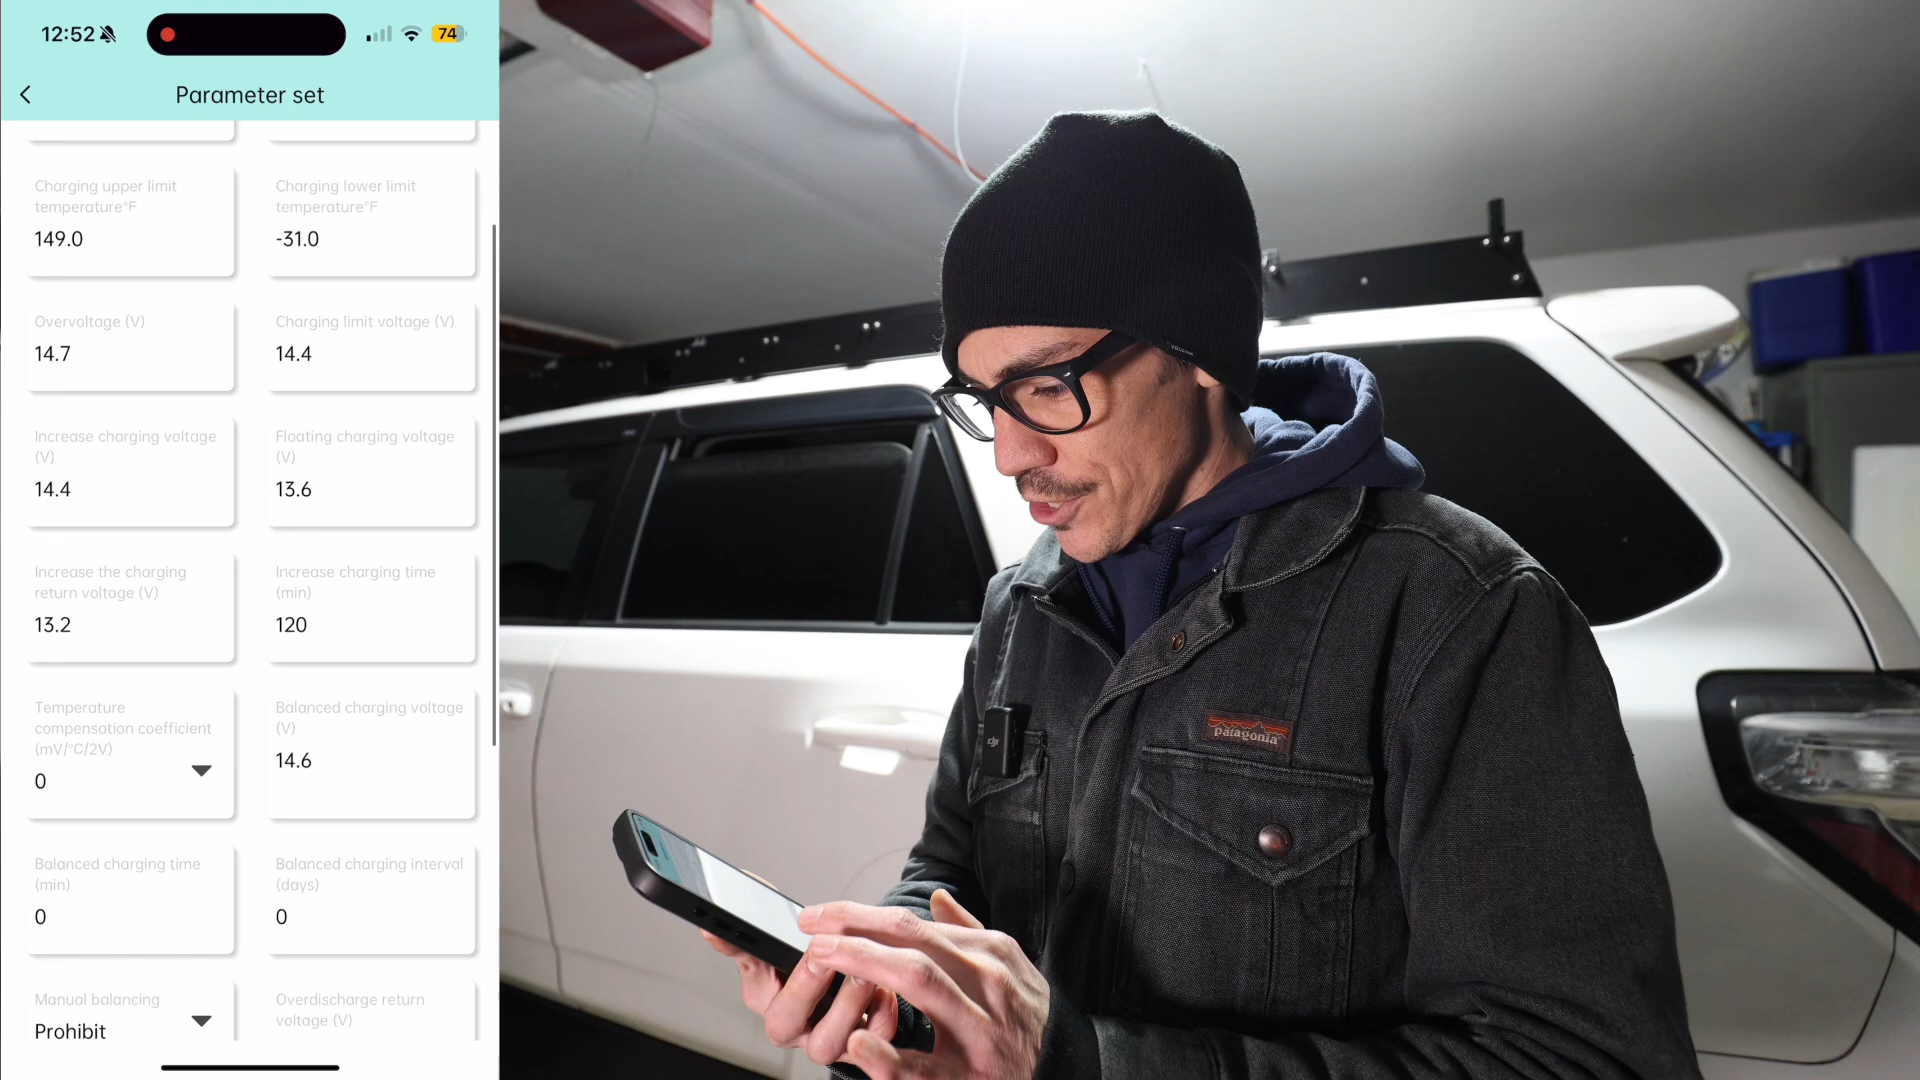 12:52
74
Parameter set
Charging upper limit
temperature°F
149.0
Charging lower limit
temperature°F
-31.0
Overvoltage (V)
14.7
Charging limit voltage (V)
14.4
Increase charging voltage
(V)
14.4
Floating charging voltage
(V)
13.6
Increase the charging
return voltage (V)
13.2
Increase charging time
(min)
120
Temperature
compensation coefficient
(mV/°C/2V)
0
Balanced charging voltage
(V)
14.6
Balanced charging time
(min)
0
Balanced charging interval
(days)
0
Manual balancing
Prohibit
Overdischarge return
voltage (V)
dji
patagonia